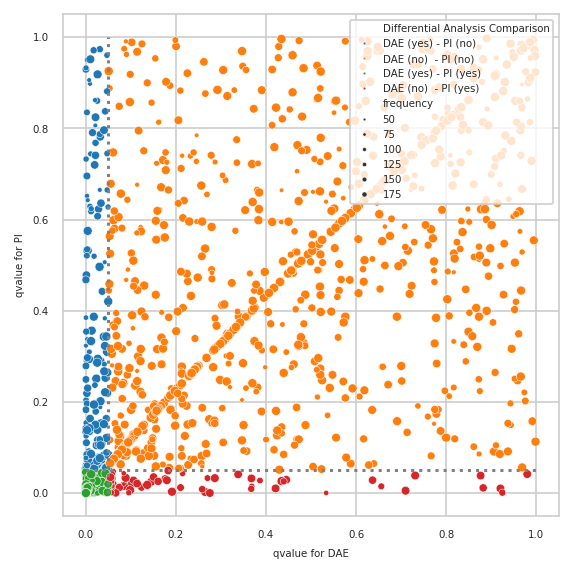 Differential Analysis Comparison
DAE (yes) - PI (no)
DAE (no)  - PI (no)
DAE (yes) - PI (yes)
DAE (no)  - PI (yes)
frequency
50
75
100
125
150
175
1.0
0.8
0.6
0.4
0.2
0.0
qvalue for PI
0.0
0.2
0.4
0.6
0.8
1.0
qvalue for DAE